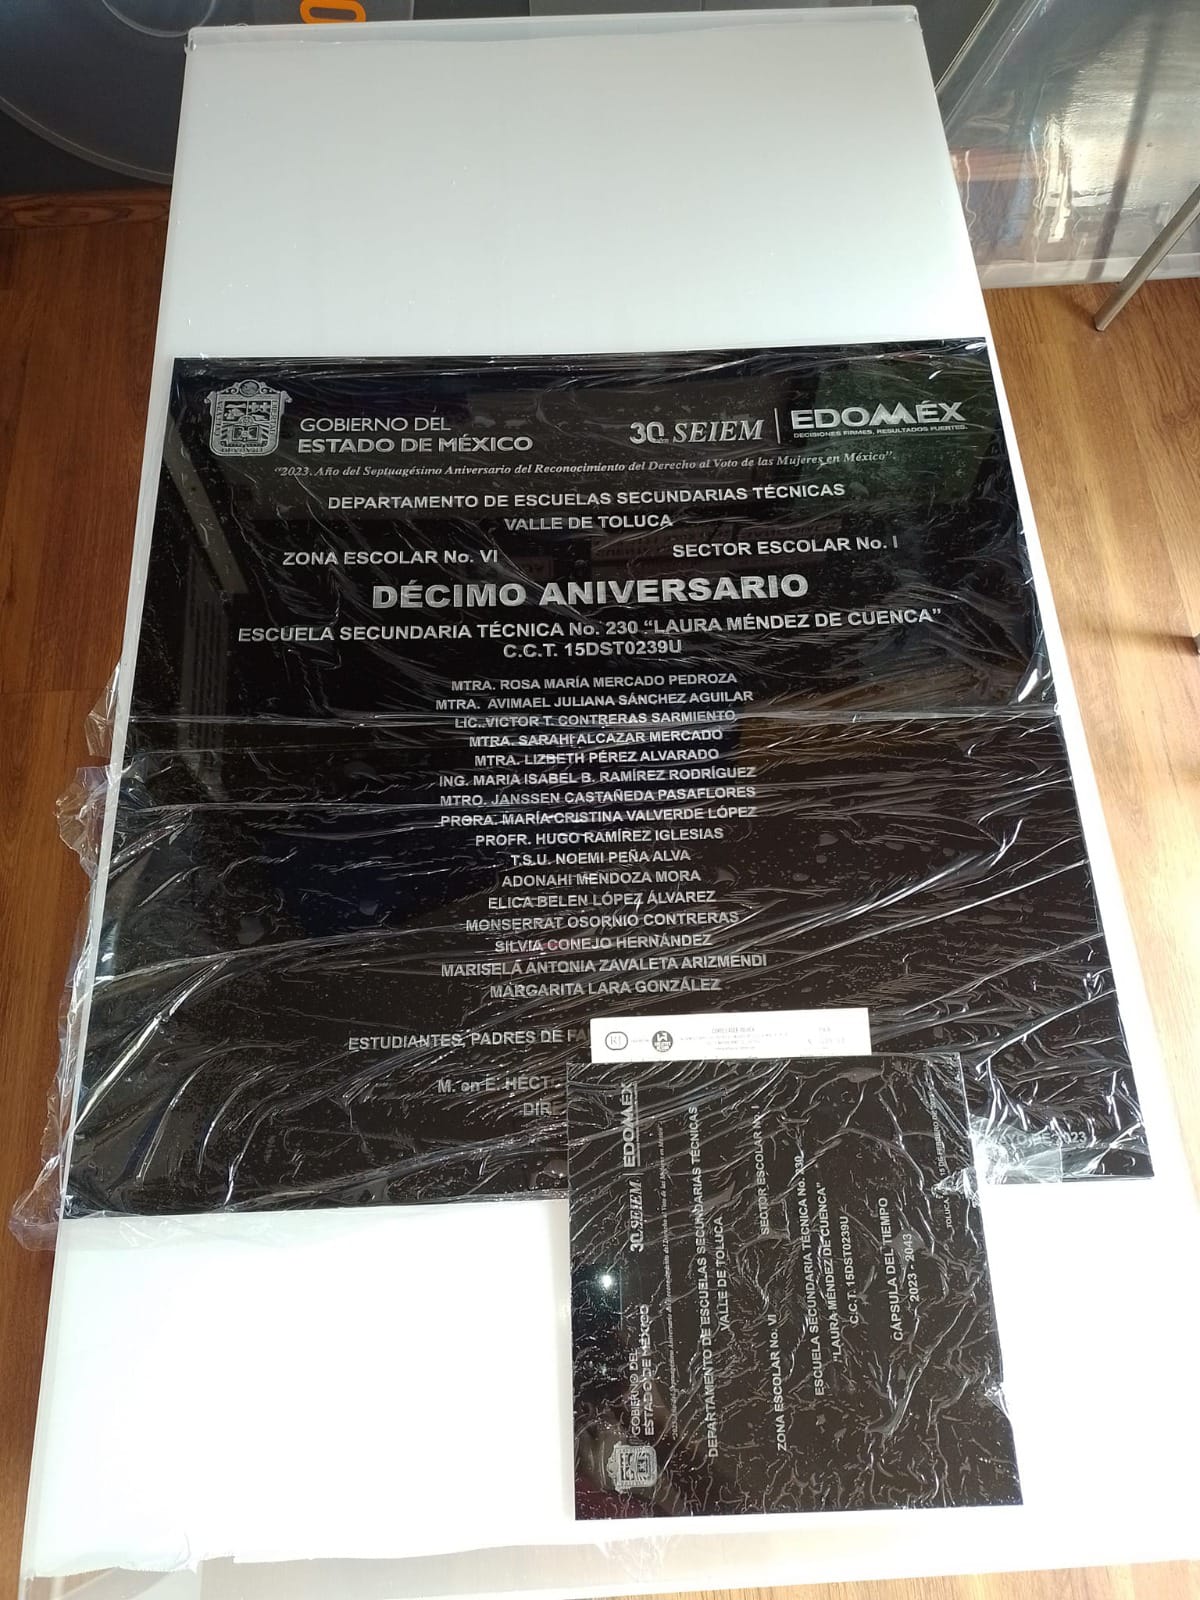 GOBIERNO DEL
ESTADO DE MÉXICO
30 SEIEM
EDOMÉX
DECISIONES FIRMES, RESULTADOS FUERTES.
"2023. Año del Septuagésimo Aniversario del Reconocimiento del Derecho al Voto de las Mujeres en México".
DEPARTAMENTO DE ESCUELAS SECUNDARIAS TÉCNICAS
VALLE DE TOLUCA
ZONA ESCOLAR No. VI SECTOR ESCOLAR No. I
DÉCIMO ANIVERSARIO
ESCUELA SECUNDARIA TÉCNICA No. 230 "LAURA MÉNDEZ DE CUENCA"
C.C.T. 15DST0239U
MTRA. ROSA MARÍA MERCADO PEDROZA
MTRA. AVIMAEL JULIANA SÁNCHEZ AGUILAR
LIC. VICTOR T. CONTRERAS SARMIENTO
MTRA. SARAHI ALCAZAR MERCADO
MTRA. LIZBETH PÉREZ ALVARADO
ING. MARIA ISABEL B. RAMÍREZ RODRÍGUEZ
MTRO. JANSSEN CASTAÑEDA PASAFLORES
PRORA. MARÍA CRISTINA VALVERDE LÓPEZ
PROFR. HUGO RAMÍREZ IGLESIAS
T.S.U. NOEMI PEÑA ALVA
ADONAHI MENDOZA MORA
ELICA BELEN LÓPEZ ÁLVAREZ
MONSERRAT OSORNIO CONTRERAS
SILVIA CONEJO HERNÁNDEZ
MARISELA ANTONIA ZAVALETA ARIZMENDI
MARGARITA LARA GONZÁLEZ
ESTUDIANTES, PADRES DE FA
M. en E. HÉCT
DIR
2023
GOBIERNO DEL
ESTADO DE MÉXICO
30 SEIEM
EDOMÉX
DEPARTAMENTO DE ESCUELAS SECUNDARIAS TÉCNICAS
VALLE DE TOLUCA
ZONA ESCOLAR No. VI SECTOR ESCOLAR No. I
ESCUELA SECUNDARIA TÉCNICA No. 230
"LAURA MÉNDEZ DE CUENCA"
C.C.T. 15DST0239U
CÁPSULA DEL TIEMPO
2023 - 2043